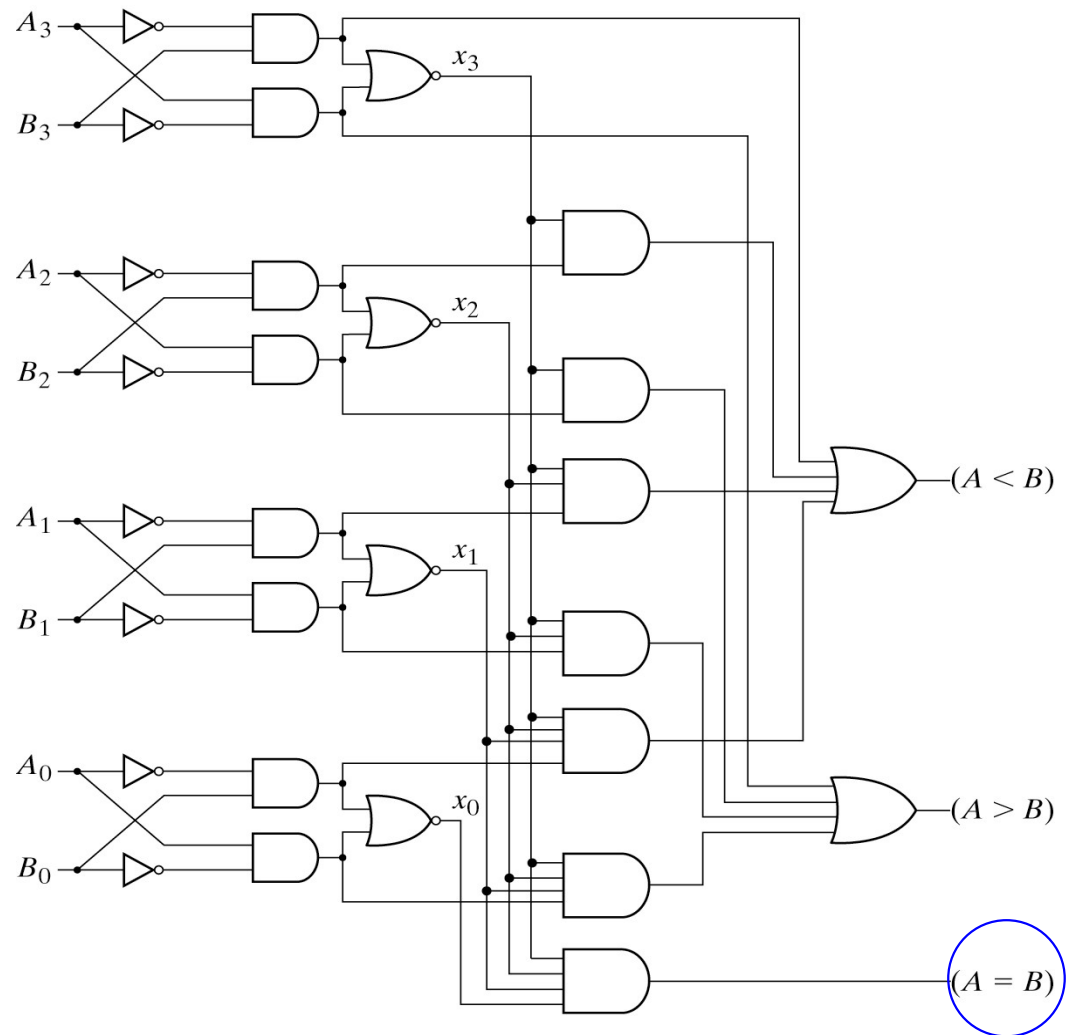 A₃
x₃
B₃
A₂
x₂
B₂
(A < B)
A₁
x₁
B₁
A₀
x₀
(A > B)
B₀
(A = B)